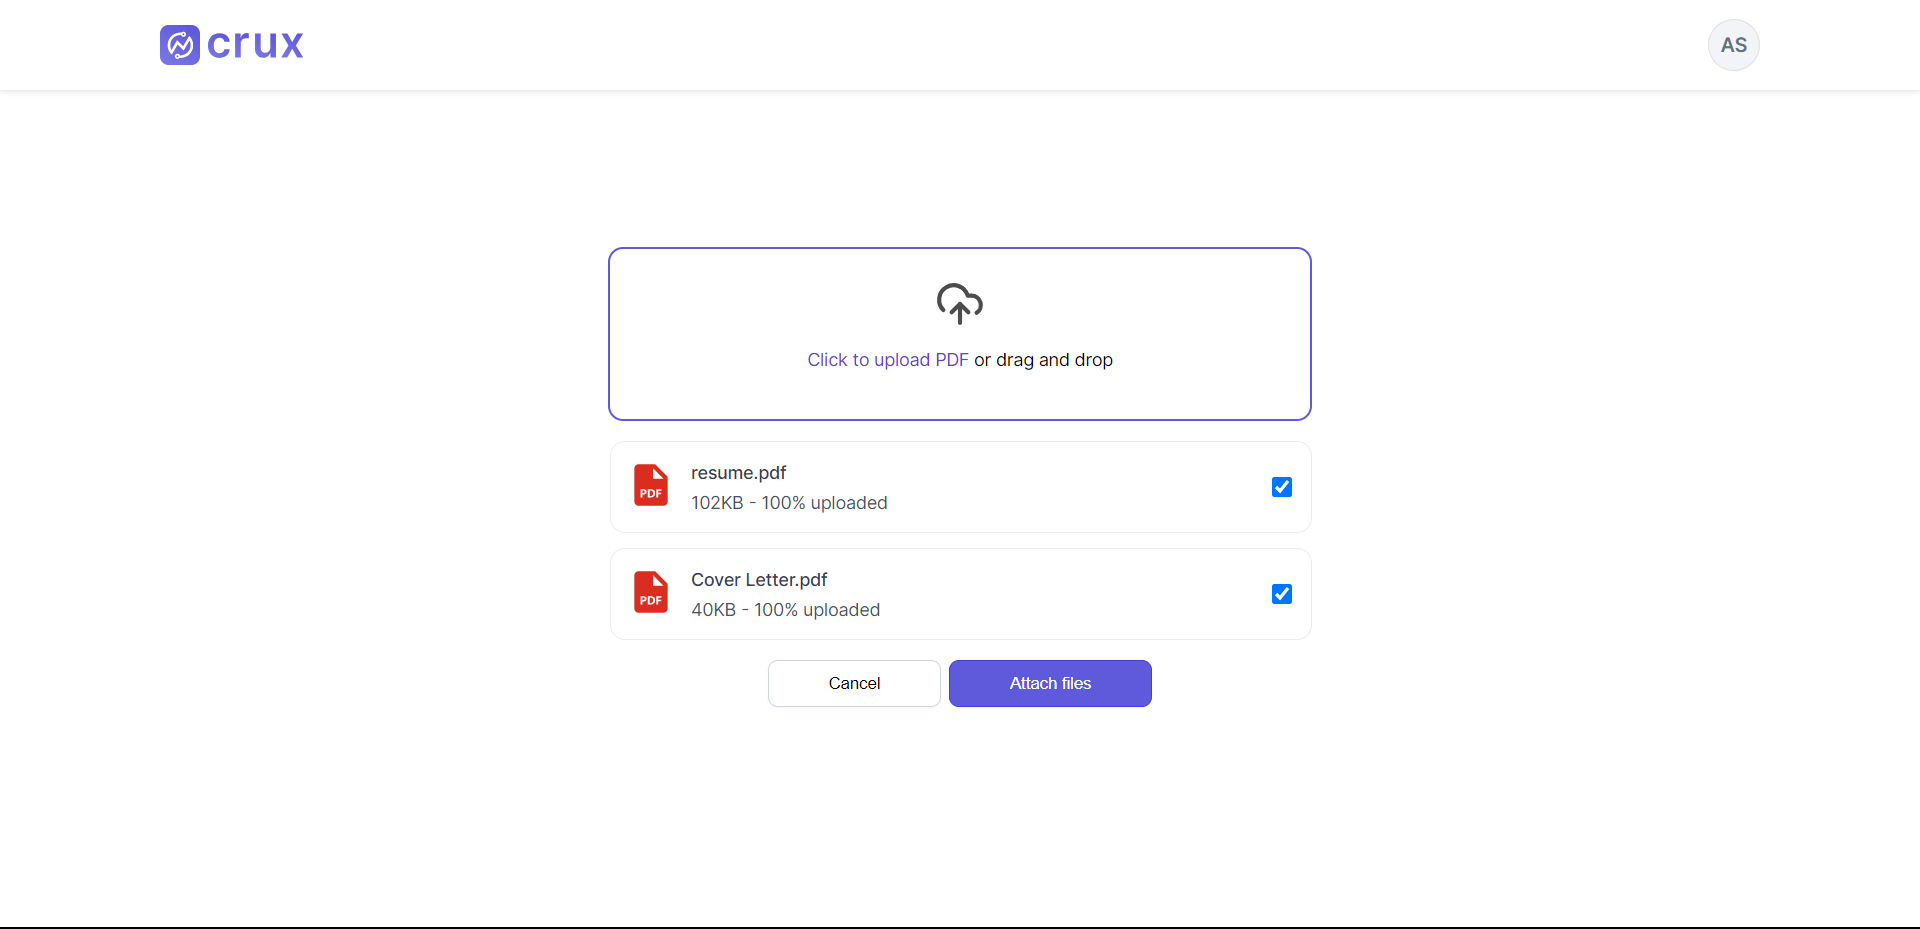 crux
AS
Click to upload PDF or drag and drop
PDF
resume.pdf
102KB - 100% uploaded
PDF
Cover Letter.pdf
40KB - 100% uploaded
Cancel
Attach files